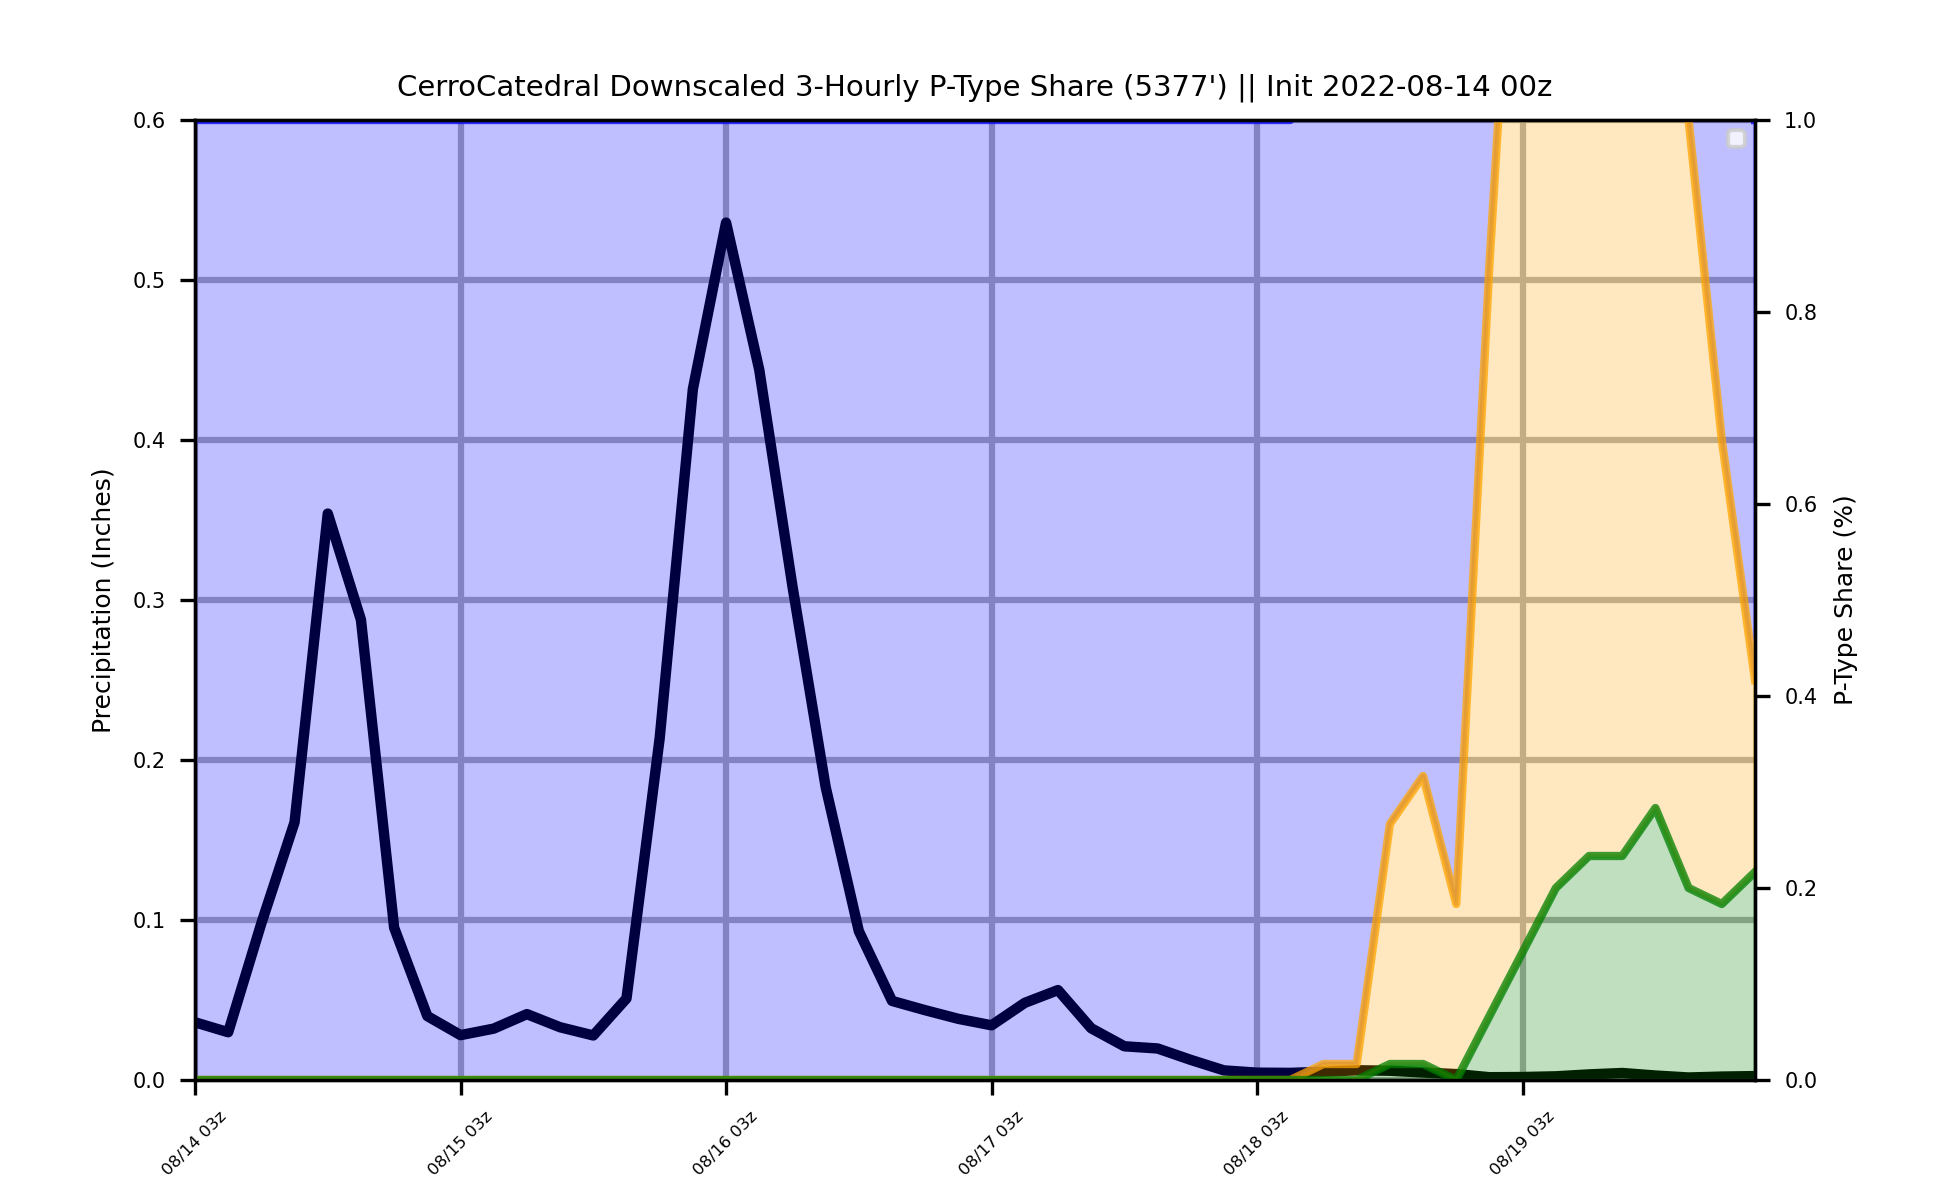 CerroCatedral Downscaled 3-Hourly P-Type Share (5377') || Init 2022-08-14 00z
0.6
0.5
0.4
0.3
0.2
0.1
0.0
Precipitation (Inches)
1.0
0.8
0.6
0.4
0.2
0.0
P-Type Share (%)
08/14 03z
08/15 03z
08/16 03z
08/17 03z
08/18 03z
08/19 03z